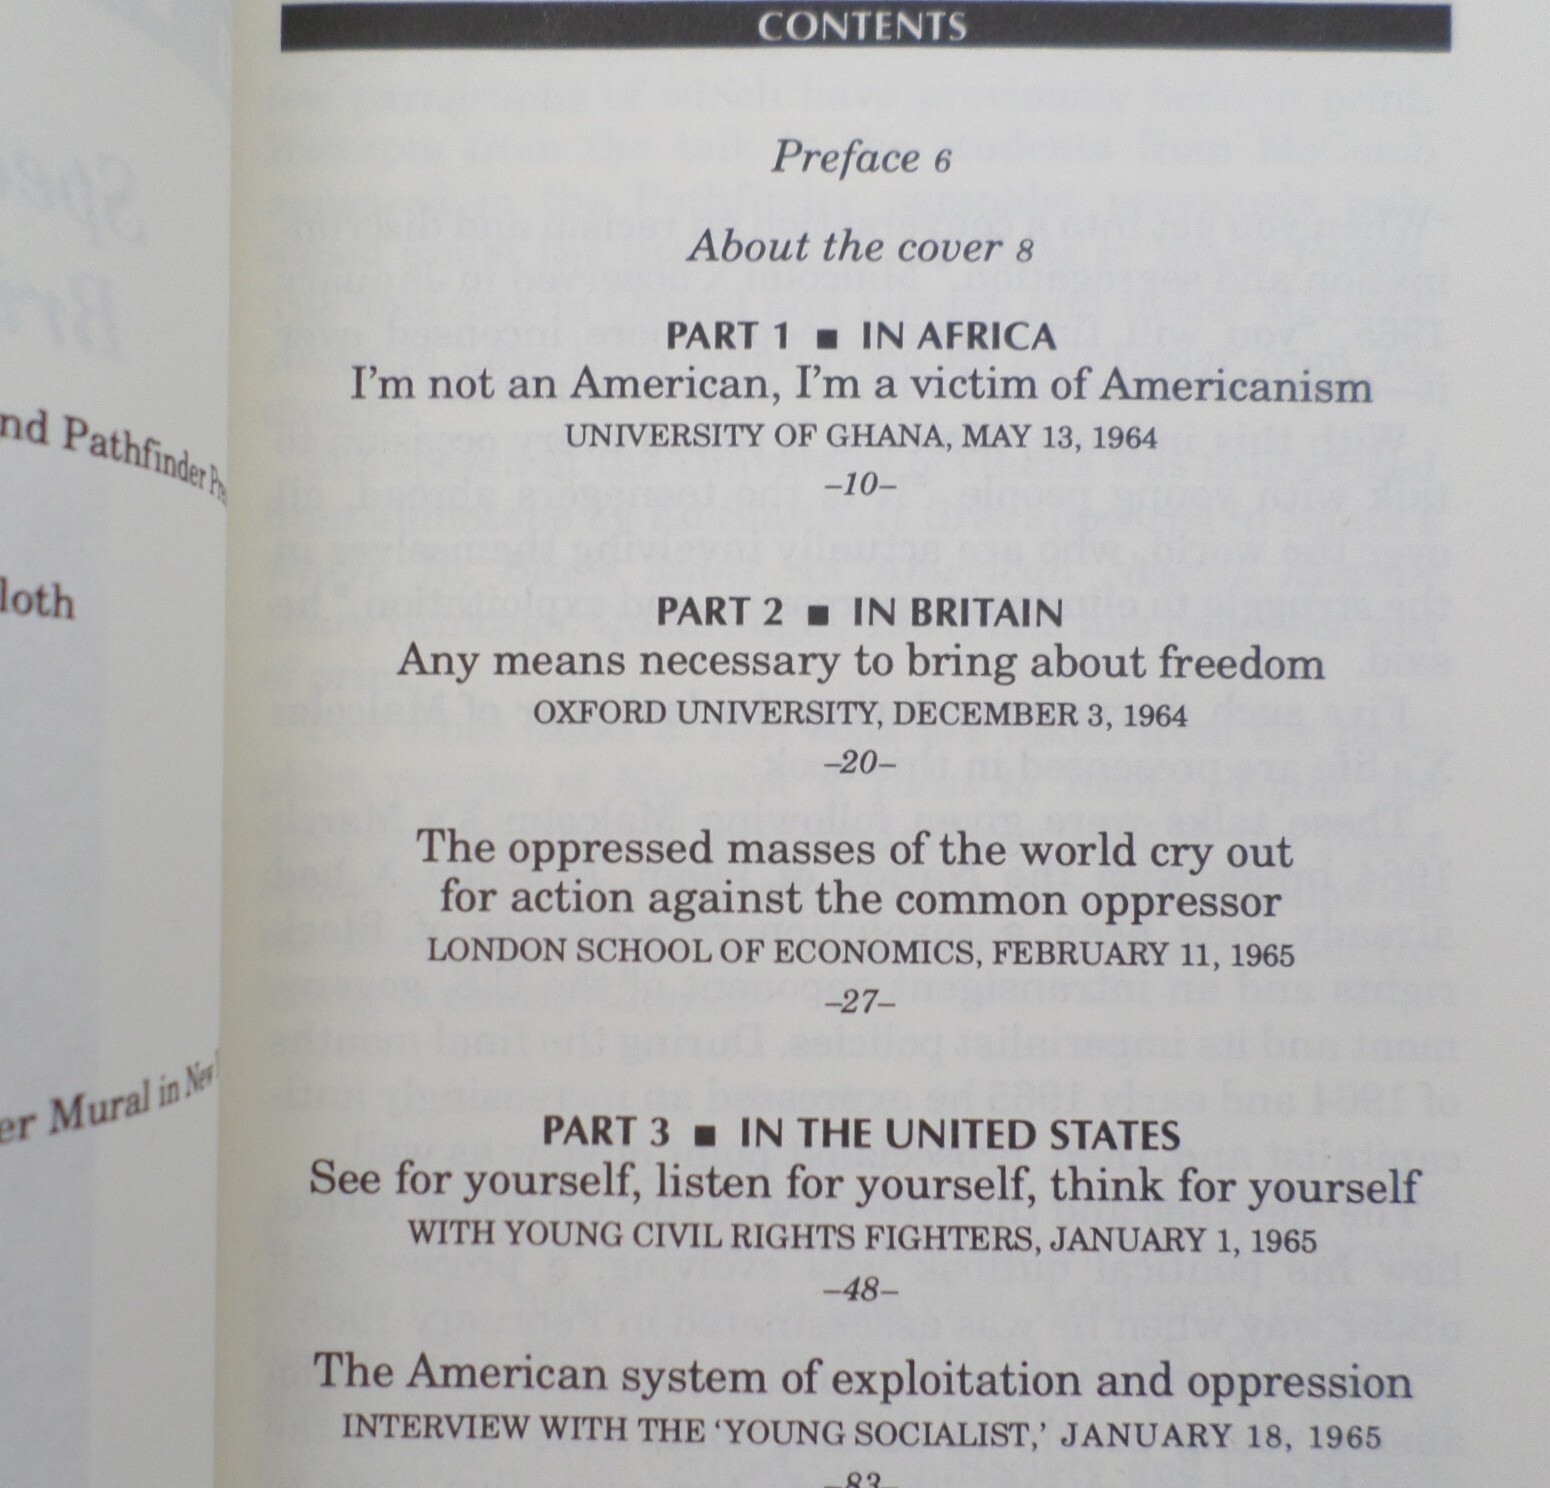 nd Pathfinder
loth
er Mural in New
CONTENTS
Preface 6
About the cover 8
PART 1 ■ IN AFRICA
I'm not an American, I'm a victim of Americanism
UNIVERSITY OF GHANA, MAY 13, 1964
–10–
PART 2 ■ IN BRITAIN
Any means necessary to bring about freedom
OXFORD UNIVERSITY, DECEMBER 3, 1964
–20–
The oppressed masses of the world cry out
for action against the common oppressor
LONDON SCHOOL OF ECONOMICS, FEBRUARY 11, 1965
–27–
PART 3 ■ IN THE UNITED STATES
See for yourself, listen for yourself, think for yourself
WITH YOUNG CIVIL RIGHTS FIGHTERS, JANUARY 1, 1965
–48–
The American system of exploitation and oppression
INTERVIEW WITH THE ‘YOUNG SOCIALIST,’ JANUARY 18, 1965
–83–